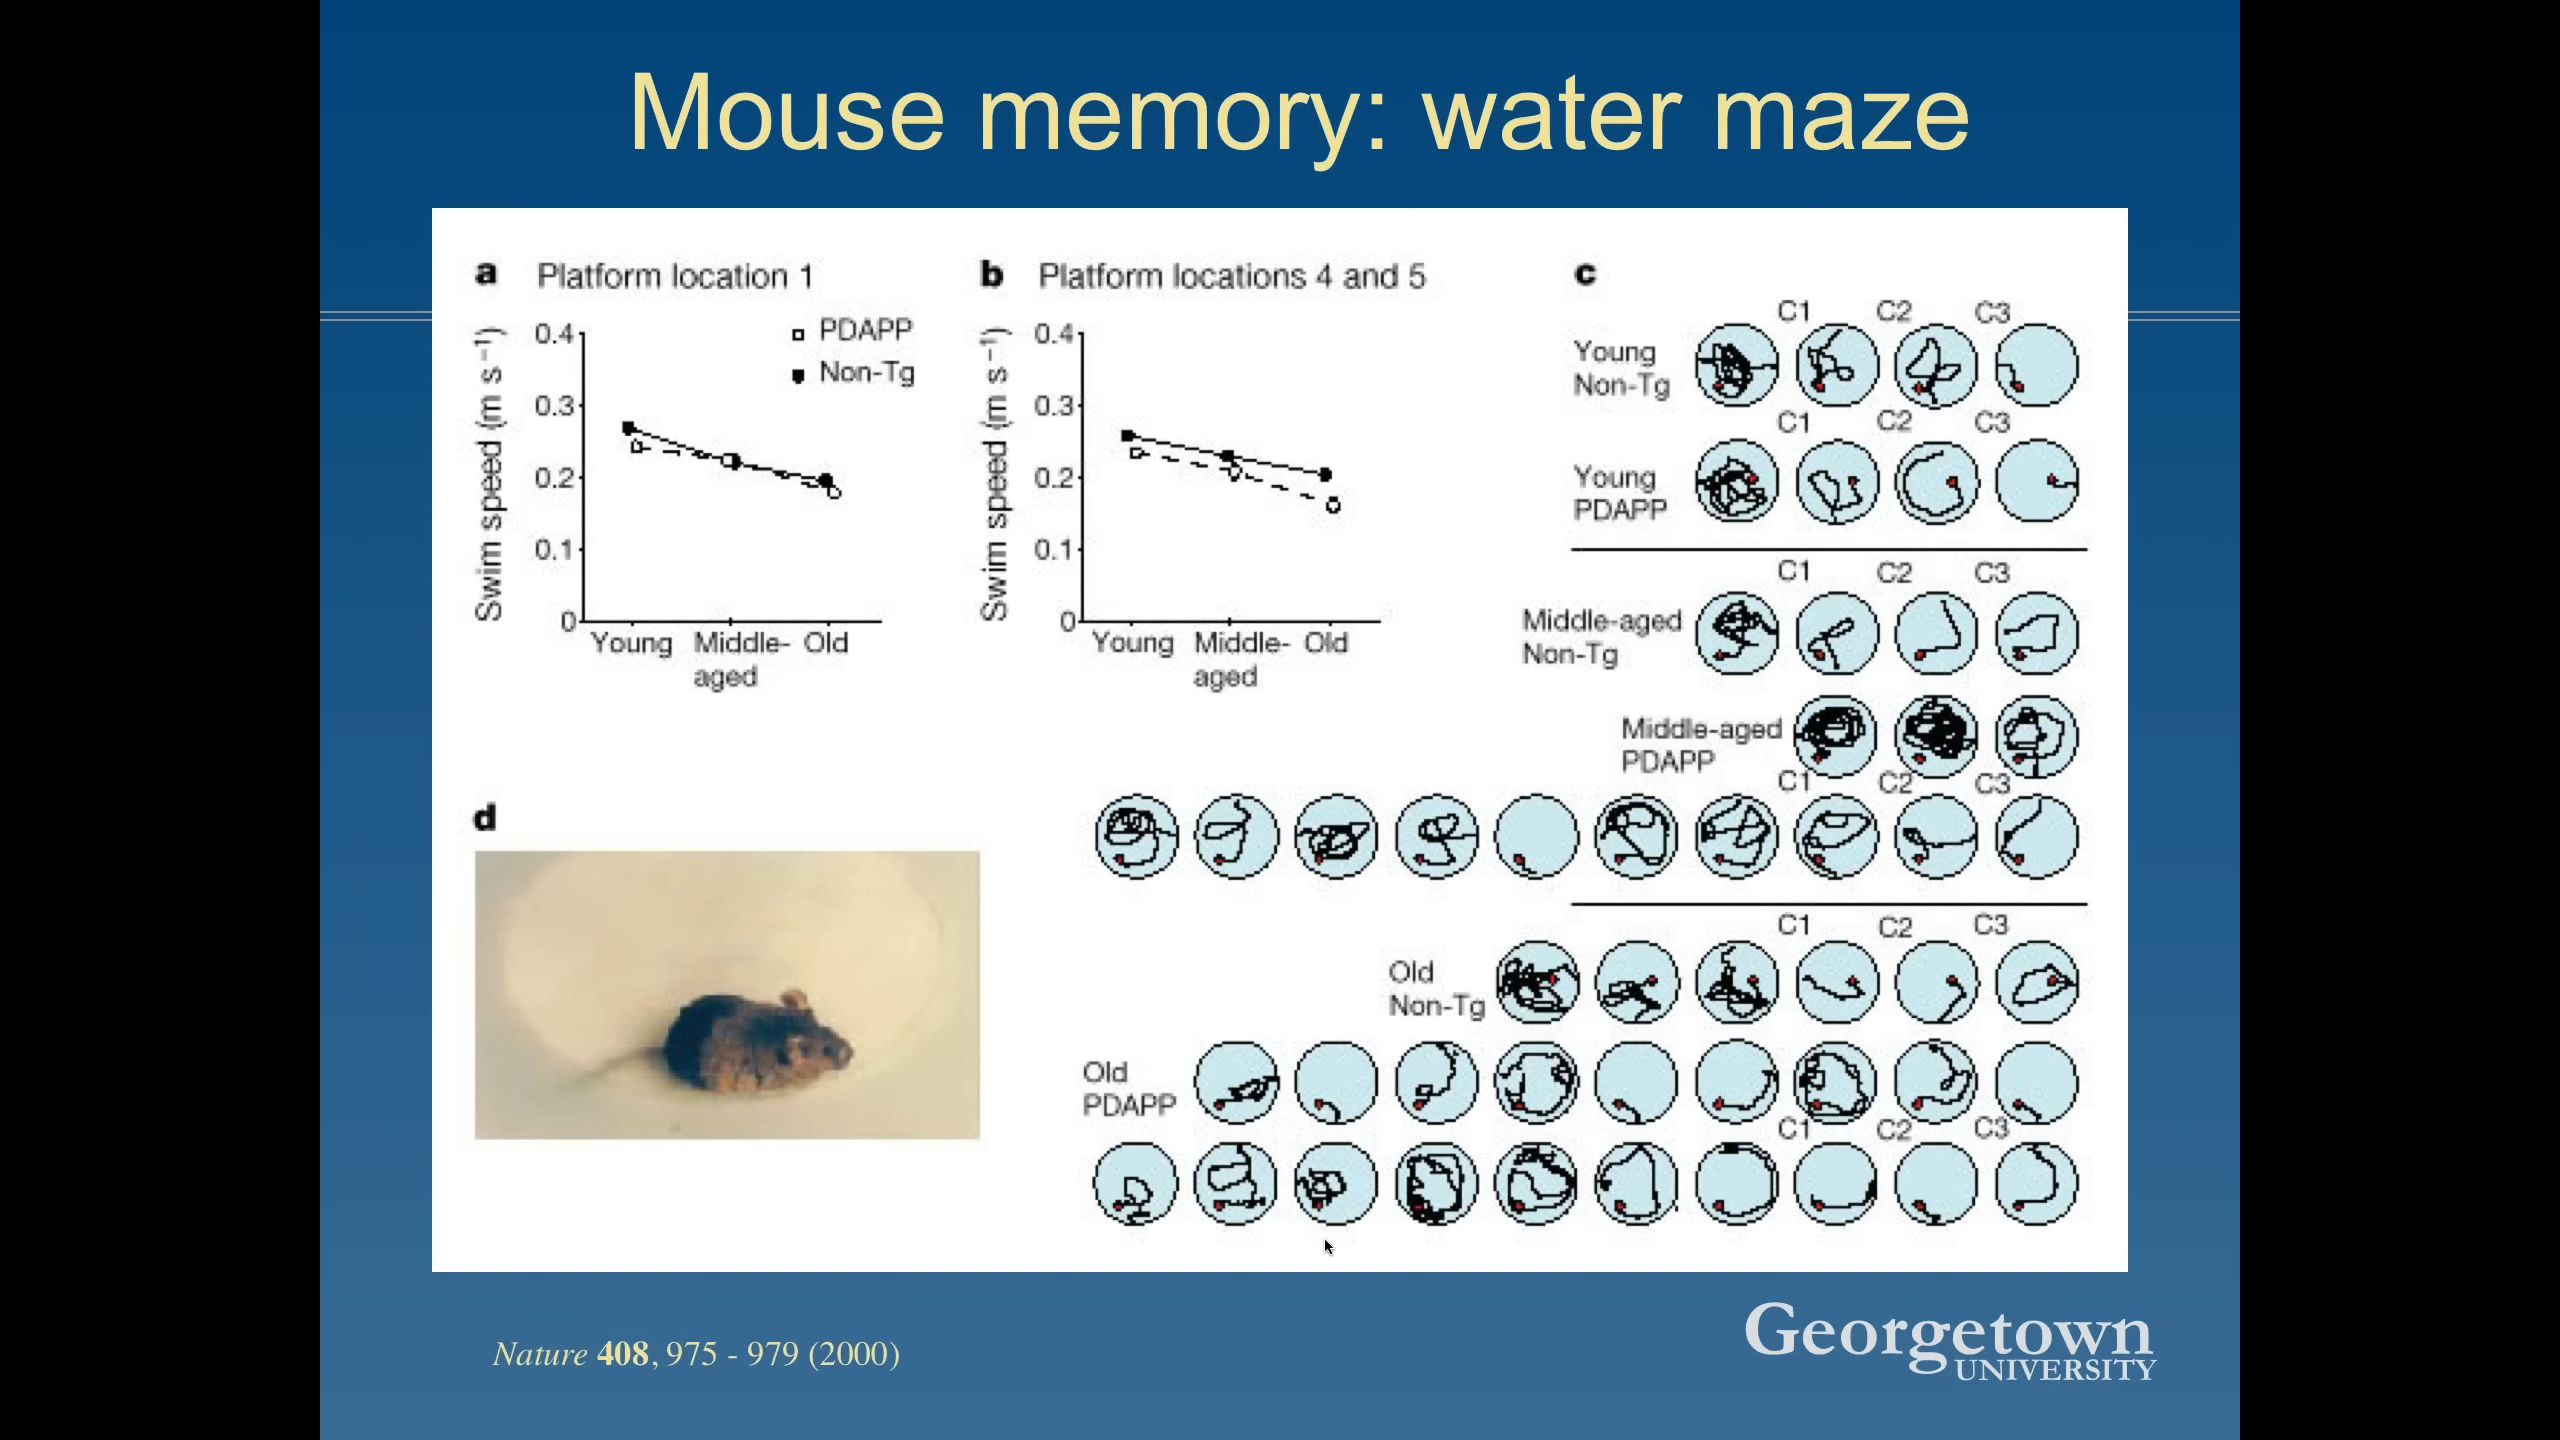 Mouse memory: water maze
a Platform location 1
Swim speed (m s⁻¹)
0.4
0.3
0.2
0.1
0
PDAPP
Non-Tg
Young Middle-aged Old
b Platform locations 4 and 5
Swim speed (m s⁻¹)
0.4
0.3
0.2
0.1
0
Young Middle-aged Old
c
C1 C2 C3
Young
Non-Tg
C1 C2 C3
Young
PDAPP
C1 C2 C3
Middle-aged
Non-Tg
Middle-aged
PDAPP
C1 C2 C3
C1 C2 C3
Old
Non-Tg
Old
PDAPP
C1 C2 C3
d
Nature 408, 975 - 979 (2000)
Georgetown
UNIVERSITY